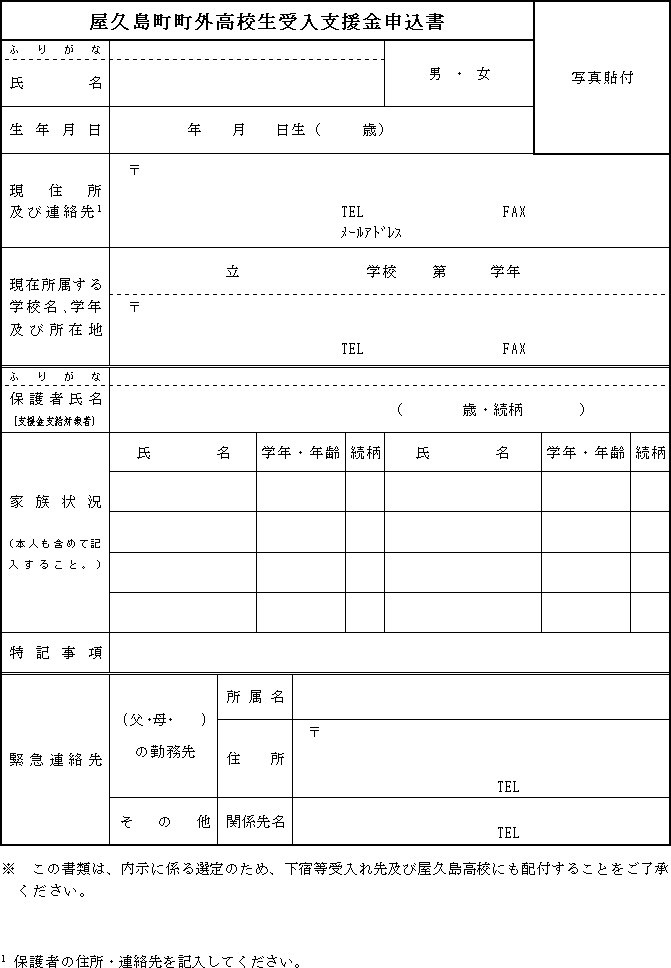 屋久島町町外高校生受入支援金申込書
写真貼付
ふりがな
氏名
男・女
生年月日
年 月 日生( 歳)
現住所
及び連絡先1
〒
TEL FAX
メールアドレス
現在所属する
学校名、学年
及び所在地
立 学校 第 学年
〒
TEL FAX
ふりがな
保護者氏名
[支援金支給対象者]
( 歳・続柄 )
家族状況
(本人も含めて記
入すること。)
氏名 学年・年齢 続柄 氏名 学年・年齢 続柄
特記事項
緊急連絡先
(父・母・ )
の勤務先
所属名
住所
〒
TEL
その他
関係先名
TEL
※ この書類は、内示に係る選定のため、下宿等受入れ先及び屋久島高校にも配付することをご了承
ください。
1 保護者の住所・連絡先を記入してください。